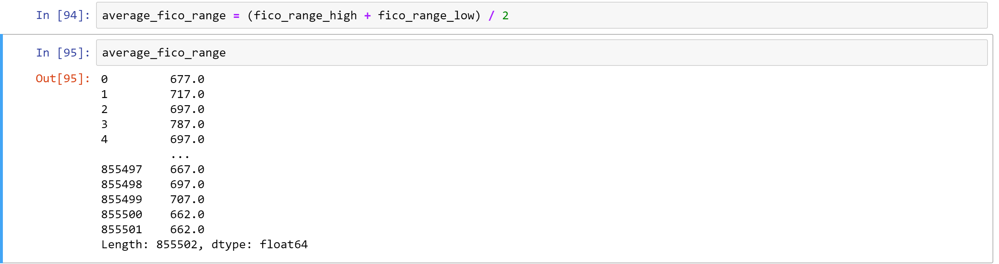 In [94]: average_fico_range = (fico_range_high + fico_range_low) / 2
In [95]: average_fico_range
Out[95]: 0         677.0
1         717.0
2         697.0
3         787.0
4         697.0
...
855497    667.0
855498    697.0
855499    707.0
855500    662.0
855501    662.0
Length: 855502, dtype: float64